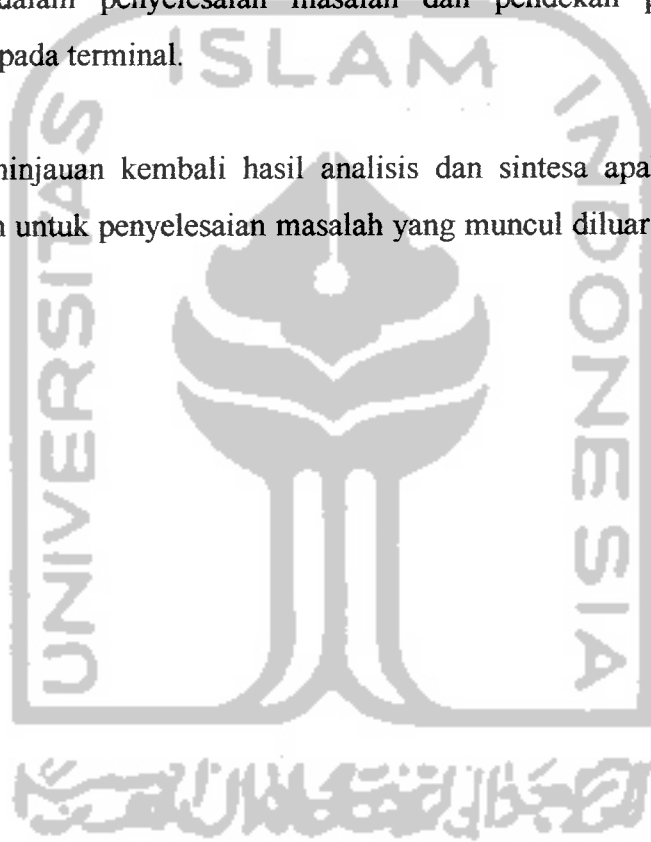 dalam penyelesaian masalah dan pendekan
pada terminal.
ISLAM
ninjauan kembali hasil analisis dan sintesa apa
untuk penyelesaian masalah yang muncul diluar
UNIVERSITAS
INDONESIA